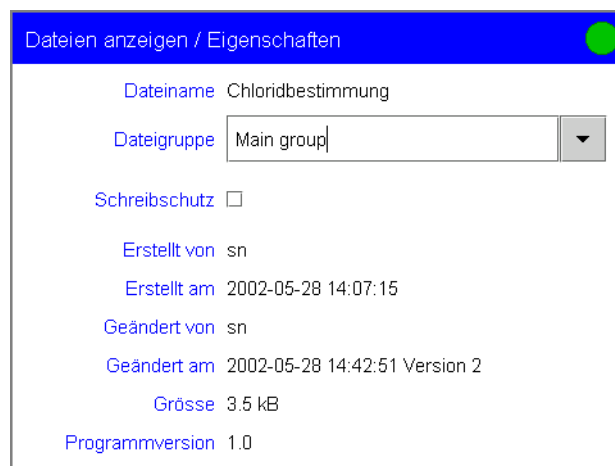 Dateien anzeigen / Eigenschaften
Dateiname Chloridbestimmung
Dateigruppe Main group
Schreibschutz
Erstellt von sn
Erstellt am 2002-05-28 14:07:15
Geändert von sn
Geändert am 2002-05-28 14:42:51 Version 2
Grösse 3.5 kB
Programmversion 1.0